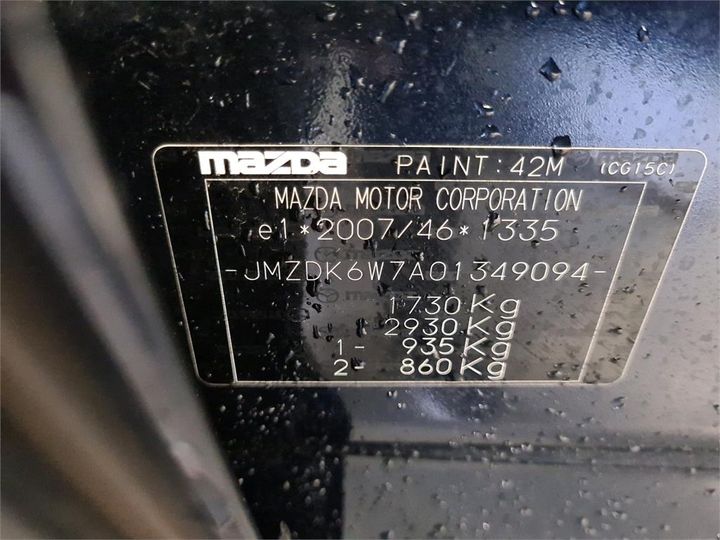 mazda PAINT: 42M (CG15C)
MAZDA MOTOR CORPORATION
e1*2007/46*1335
-JMZDK6W7A01349094-
1730Kg
2930Kg
1- 935Kg
2- 860Kg